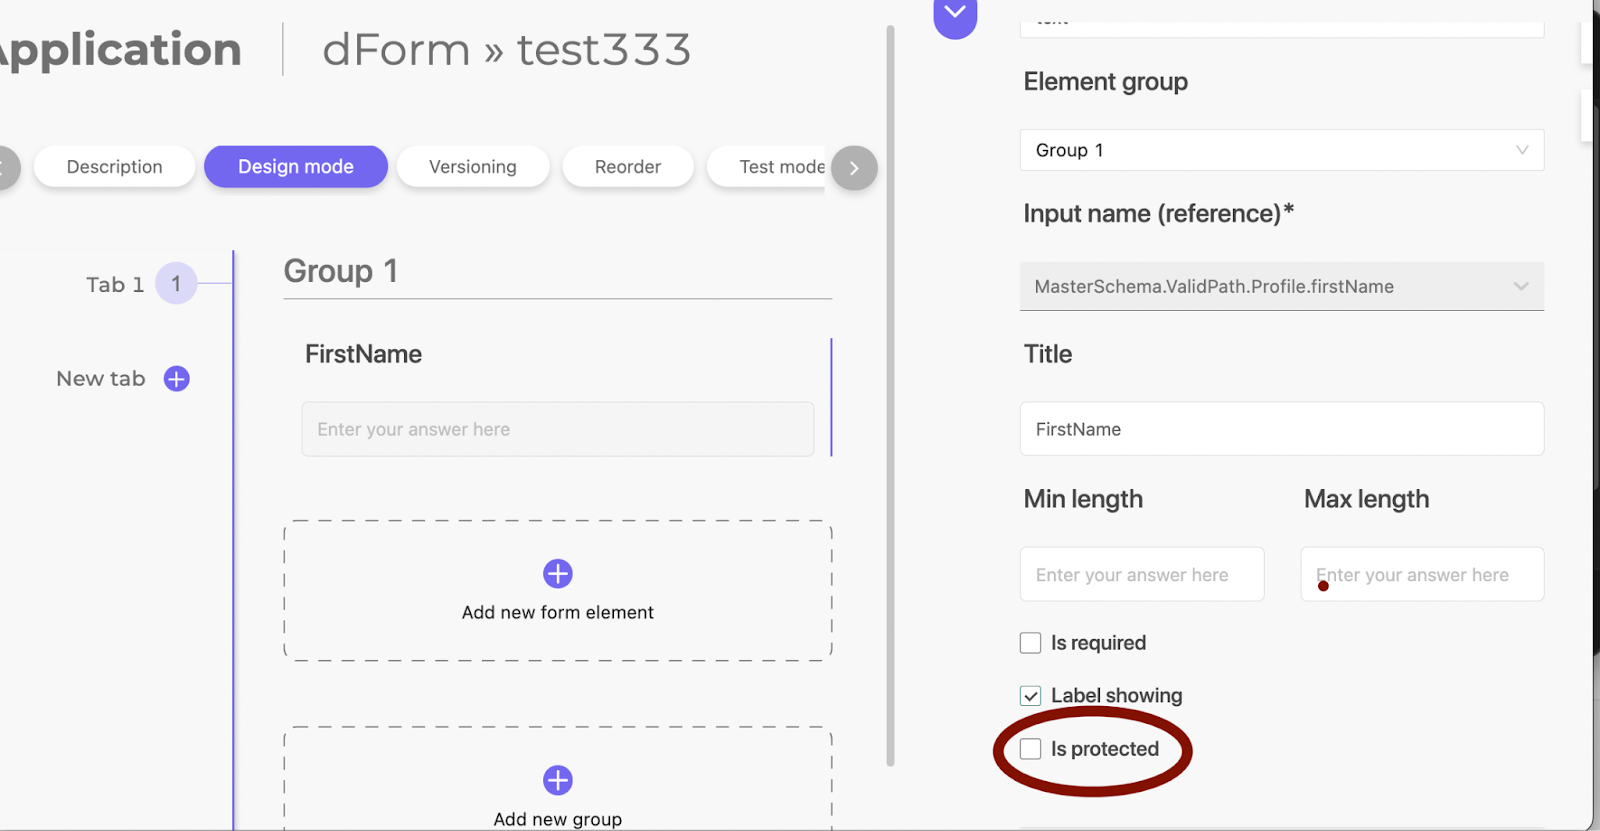 Application
dForm » test333
Description
Design mode
Versioning
Reorder
Test mode
Tab 1
1
New tab
Group 1
FirstName
Enter your answer here
Add new form element
Add new group
text
Element group
Group 1
Input name (reference)*
MasterSchema.ValidPath.Profile.firstName
Title
FirstName
Min length
Max length
Enter your answer here
Enter your answer here
Is required
Label showing
Is protected